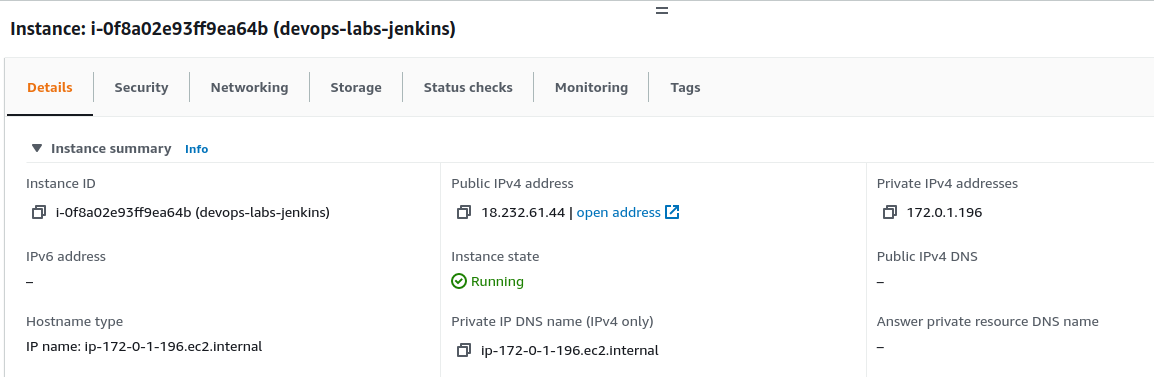 Instance: i-0f8a02e93ff9ea64b (devops-labs-jenkins)
Details Security Networking Storage Status checks Monitoring Tags
Instance summary Info
Instance ID
i-0f8a02e93ff9ea64b (devops-labs-jenkins)
Public IPv4 address
18.232.61.44 | open address
Private IPv4 addresses
172.0.1.196
IPv6 address
–
Instance state
Running
Public IPv4 DNS
–
Hostname type
IP name: ip-172-0-1-196.ec2.internal
Private IP DNS name (IPv4 only)
ip-172-0-1-196.ec2.internal
Answer private resource DNS name
–